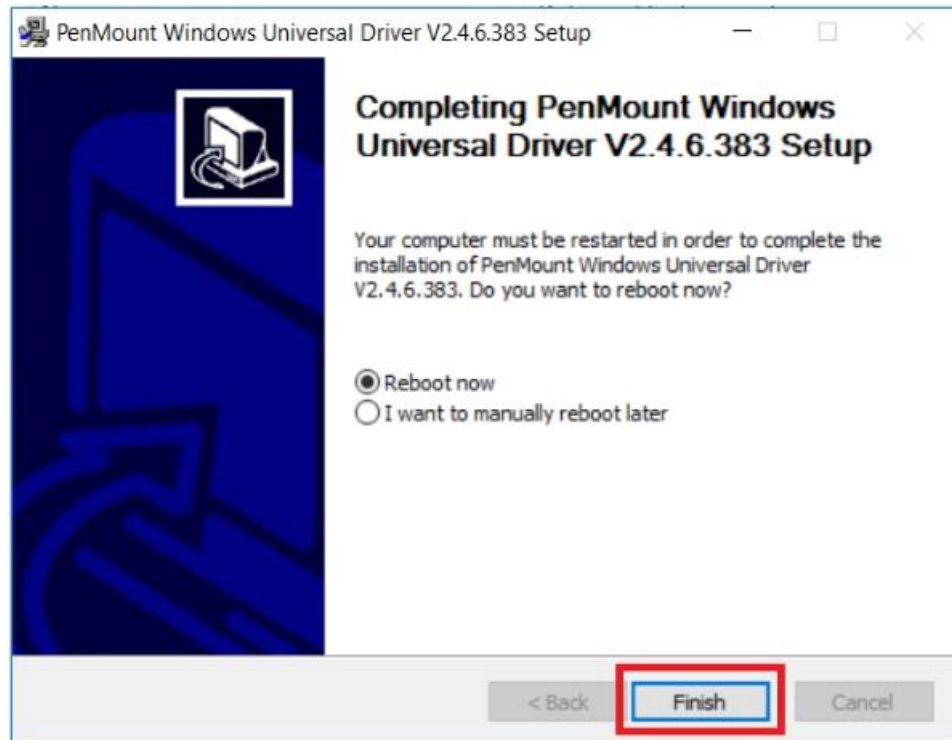 PenMount Windows Universal Driver V2.4.6.383 Setup
Completing PenMount Windows
Universal Driver V2.4.6.383 Setup
Your computer must be restarted in order to complete the
installation of PenMount Windows Universal Driver
V2.4.6.383. Do you want to reboot now?
Reboot now
I want to manually reboot later
< Back Finish Cancel